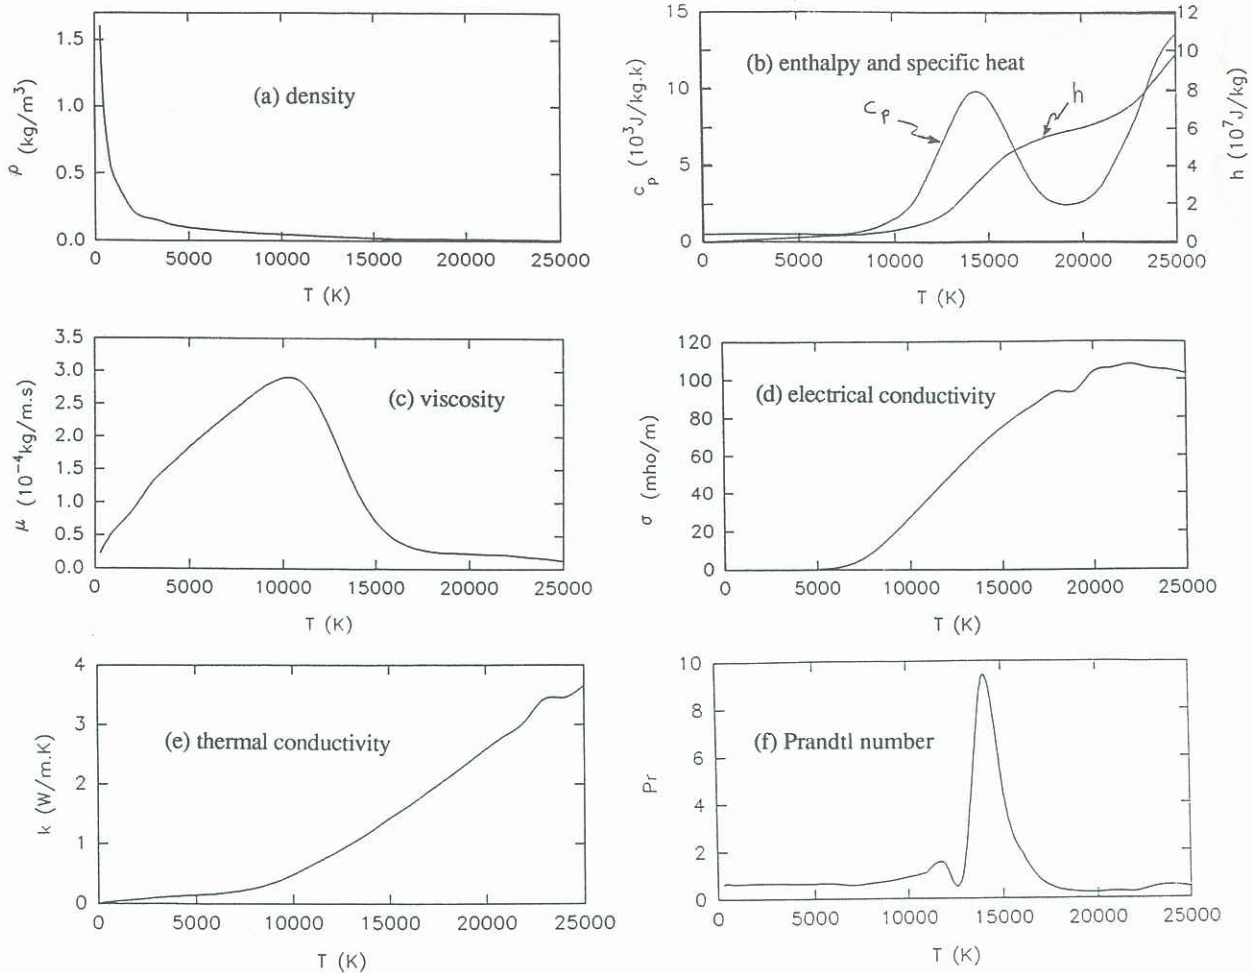 1.5
1.0
0.5
0.0
ρ (kg/m³)
(a) density
0 5000 10000 15000 20000 25000
T (K)
15
10
5
0
c_p (10³J/kg.k)
(b) enthalpy and specific heat
c_p
h
12
10
8
6
4
2
0
h (10⁷J/kg)
0 5000 10000 15000 20000 25000
T (K)
3.5
3.0
2.5
2.0
1.5
1.0
0.5
0.0
μ (10⁻⁴kg/m.s)
(c) viscosity
0 5000 10000 15000 20000 25000
T (K)
120
100
80
60
40
20
0
σ (mho/m)
(d) electrical conductivity
0 5000 10000 15000 20000 25000
T (K)
4
3
2
1
0
k (W/m.K)
(e) thermal conductivity
0 5000 10000 15000 20000 25000
T (K)
10
8
6
4
2
0
Pr
(f) Prandtl number
0 5000 10000 15000 20000 25000
T (K)